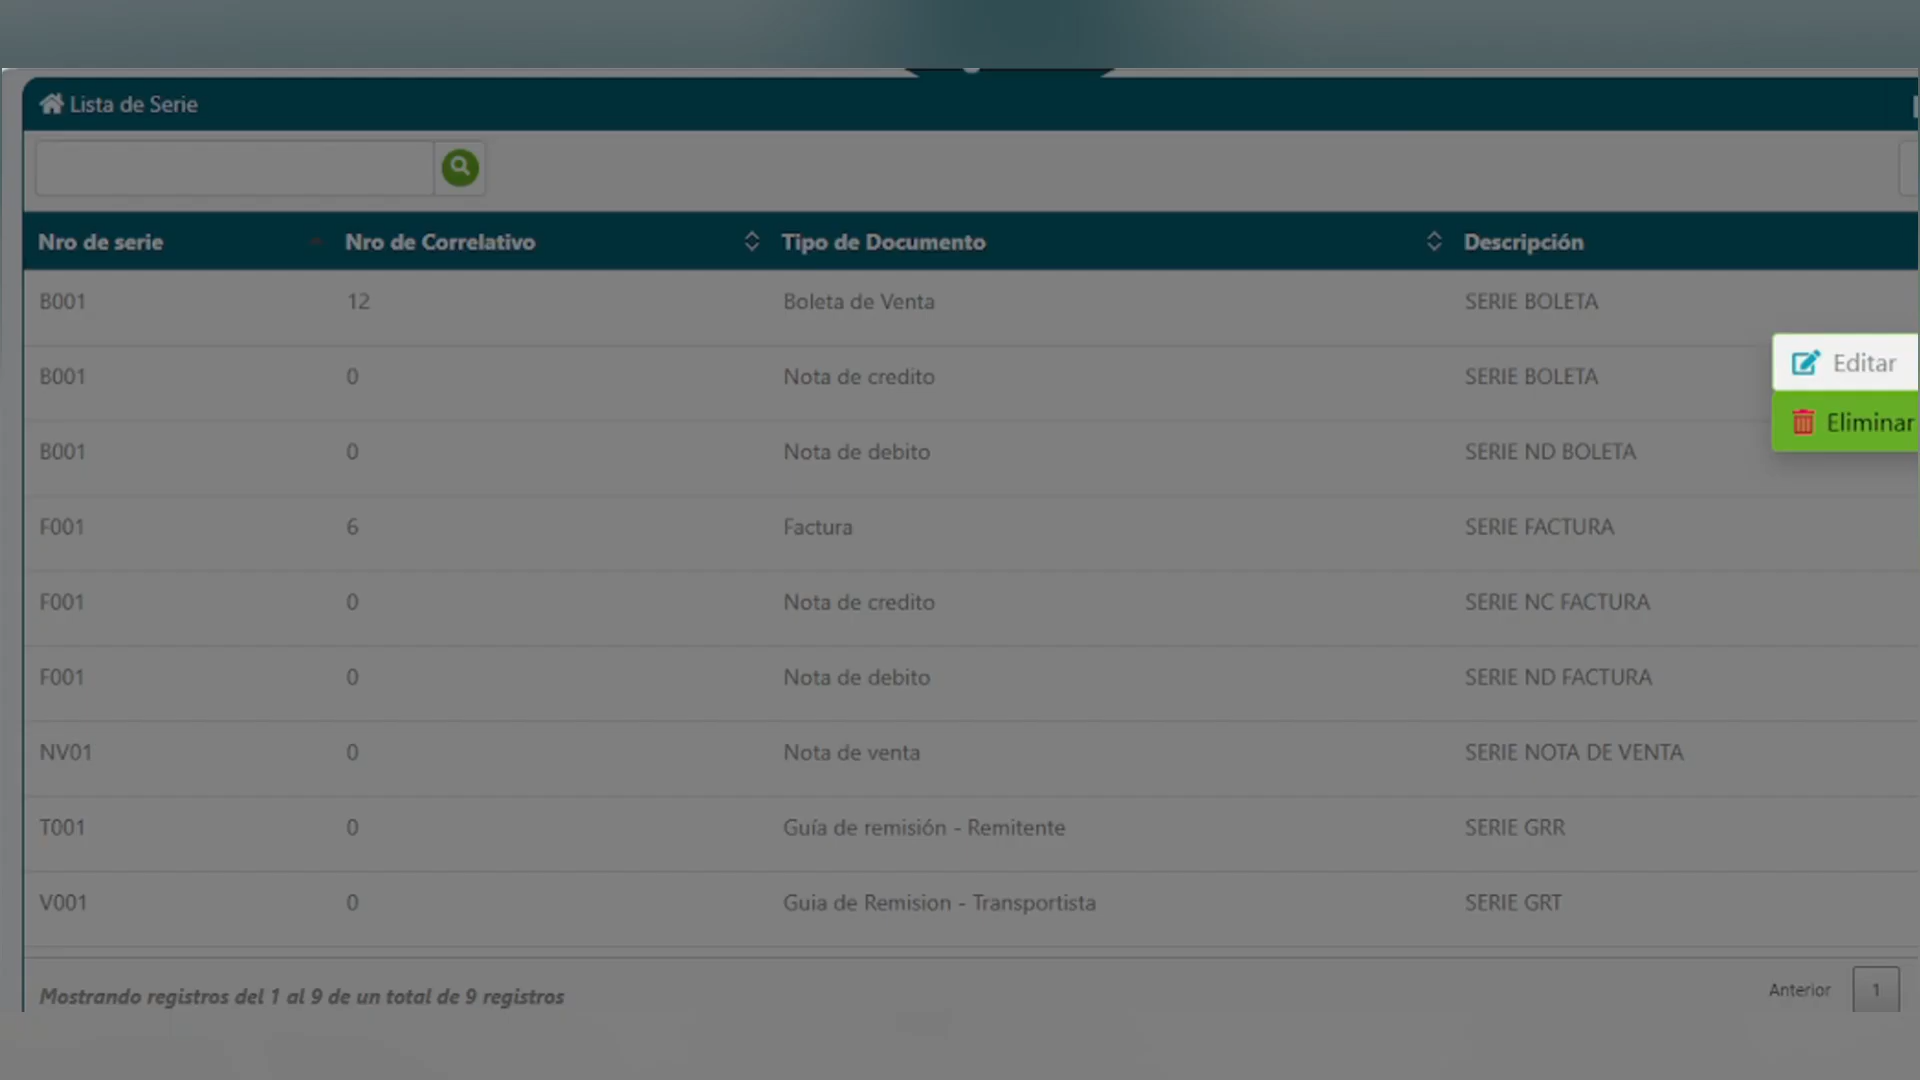 Lista de Serie
Nro de serie Nro de Correlativo Tipo de Documento Descripción
B001 12 Boleta de Venta SERIE BOLETA
Editar
B001 0 Nota de credito SERIE BOLETA
Eliminar
B001 0 Nota de debito SERIE ND BOLETA
F001 6 Factura SERIE FACTURA
F001 0 Nota de credito SERIE NC FACTURA
F001 0 Nota de debito SERIE ND FACTURA
NV01 0 Nota de venta SERIE NOTA DE VENTA
T001 0 Guía de remisión - Remitente SERIE GRR
V001 0 Guia de Remision - Transportista SERIE GRT
Mostrando registros del 1 al 9 de un total de 9 registros Anterior 1